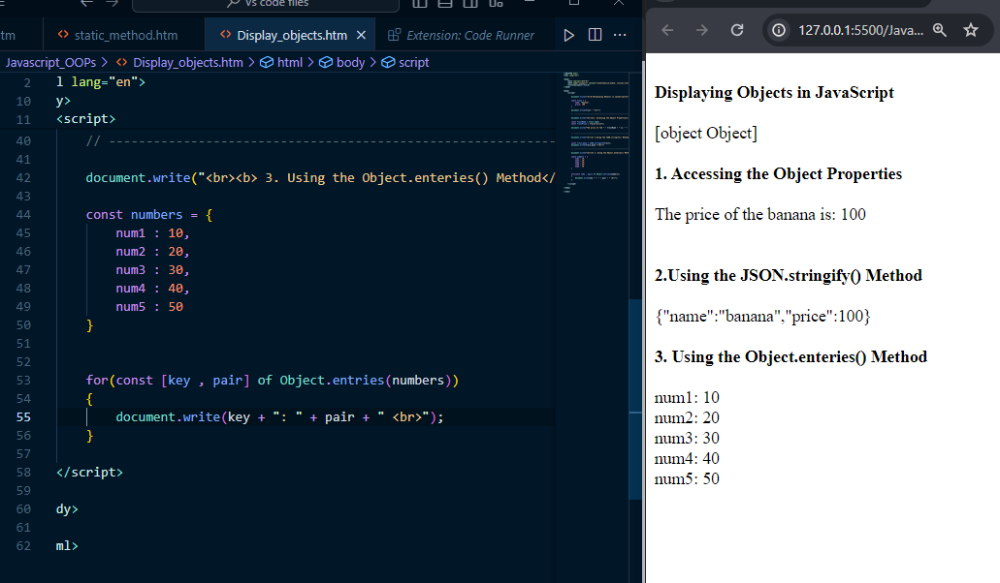 Vs code files
tm
static_method.htm
Display_objects.htm
Extension: Code Runner
Javascript_OOPs > Display_objects.htm > html > body > script
2 l lang="en">
10 y>
11 <script>
40 // ------------------------------------------------------------
41
42 document.write("<br><b> 3. Using the Object.enteries() Method</
43
44 const numbers = {
45 num1 : 10,
46 num2 : 20,
47 num3 : 30,
48 num4 : 40,
49 num5 : 50
50 }
51
52
53 for(const [key , pair] of Object.entries(numbers))
54 {
55 document.write(key + ": " + pair + " <br>");
56 }
57
58 </script>
59
60 dy>
61
62 ml>
127.0.0.1:5500/Java...
Displaying Objects in JavaScript
[object Object]
1. Accessing the Object Properties
The price of the banana is: 100
2.Using the JSON.stringify() Method
{"name":"banana","price":100}
3. Using the Object.enteries() Method
num1: 10
num2: 20
num3: 30
num4: 40
num5: 50